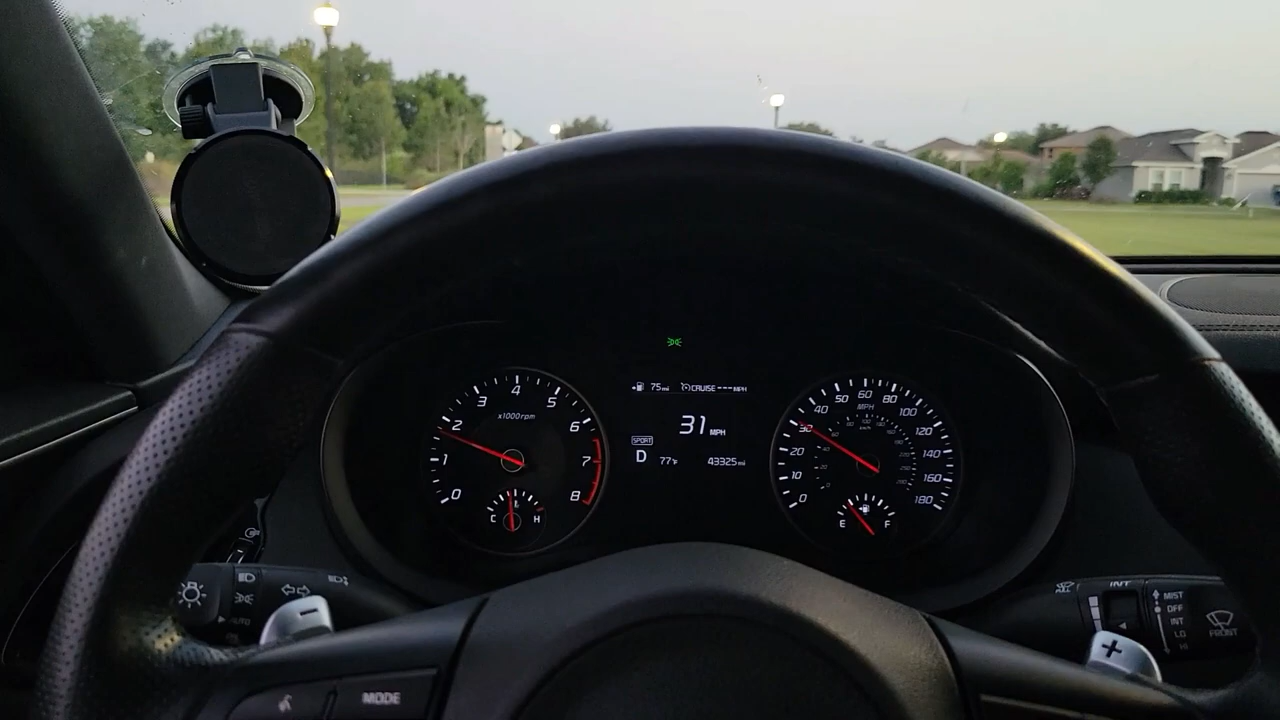 75mi CRUISE---MPH
31 MPH
SPORT
D 77°F 43325mi
0
1
2
3
4
5
6
7
8
x1000rpm
C H
0
10
20
30
40
50
60
80
100
120
140
160
180
MPH
E F
AUTO
−
MODE
INT
MIST
OFF
INT
LO
HI
FRONT
+